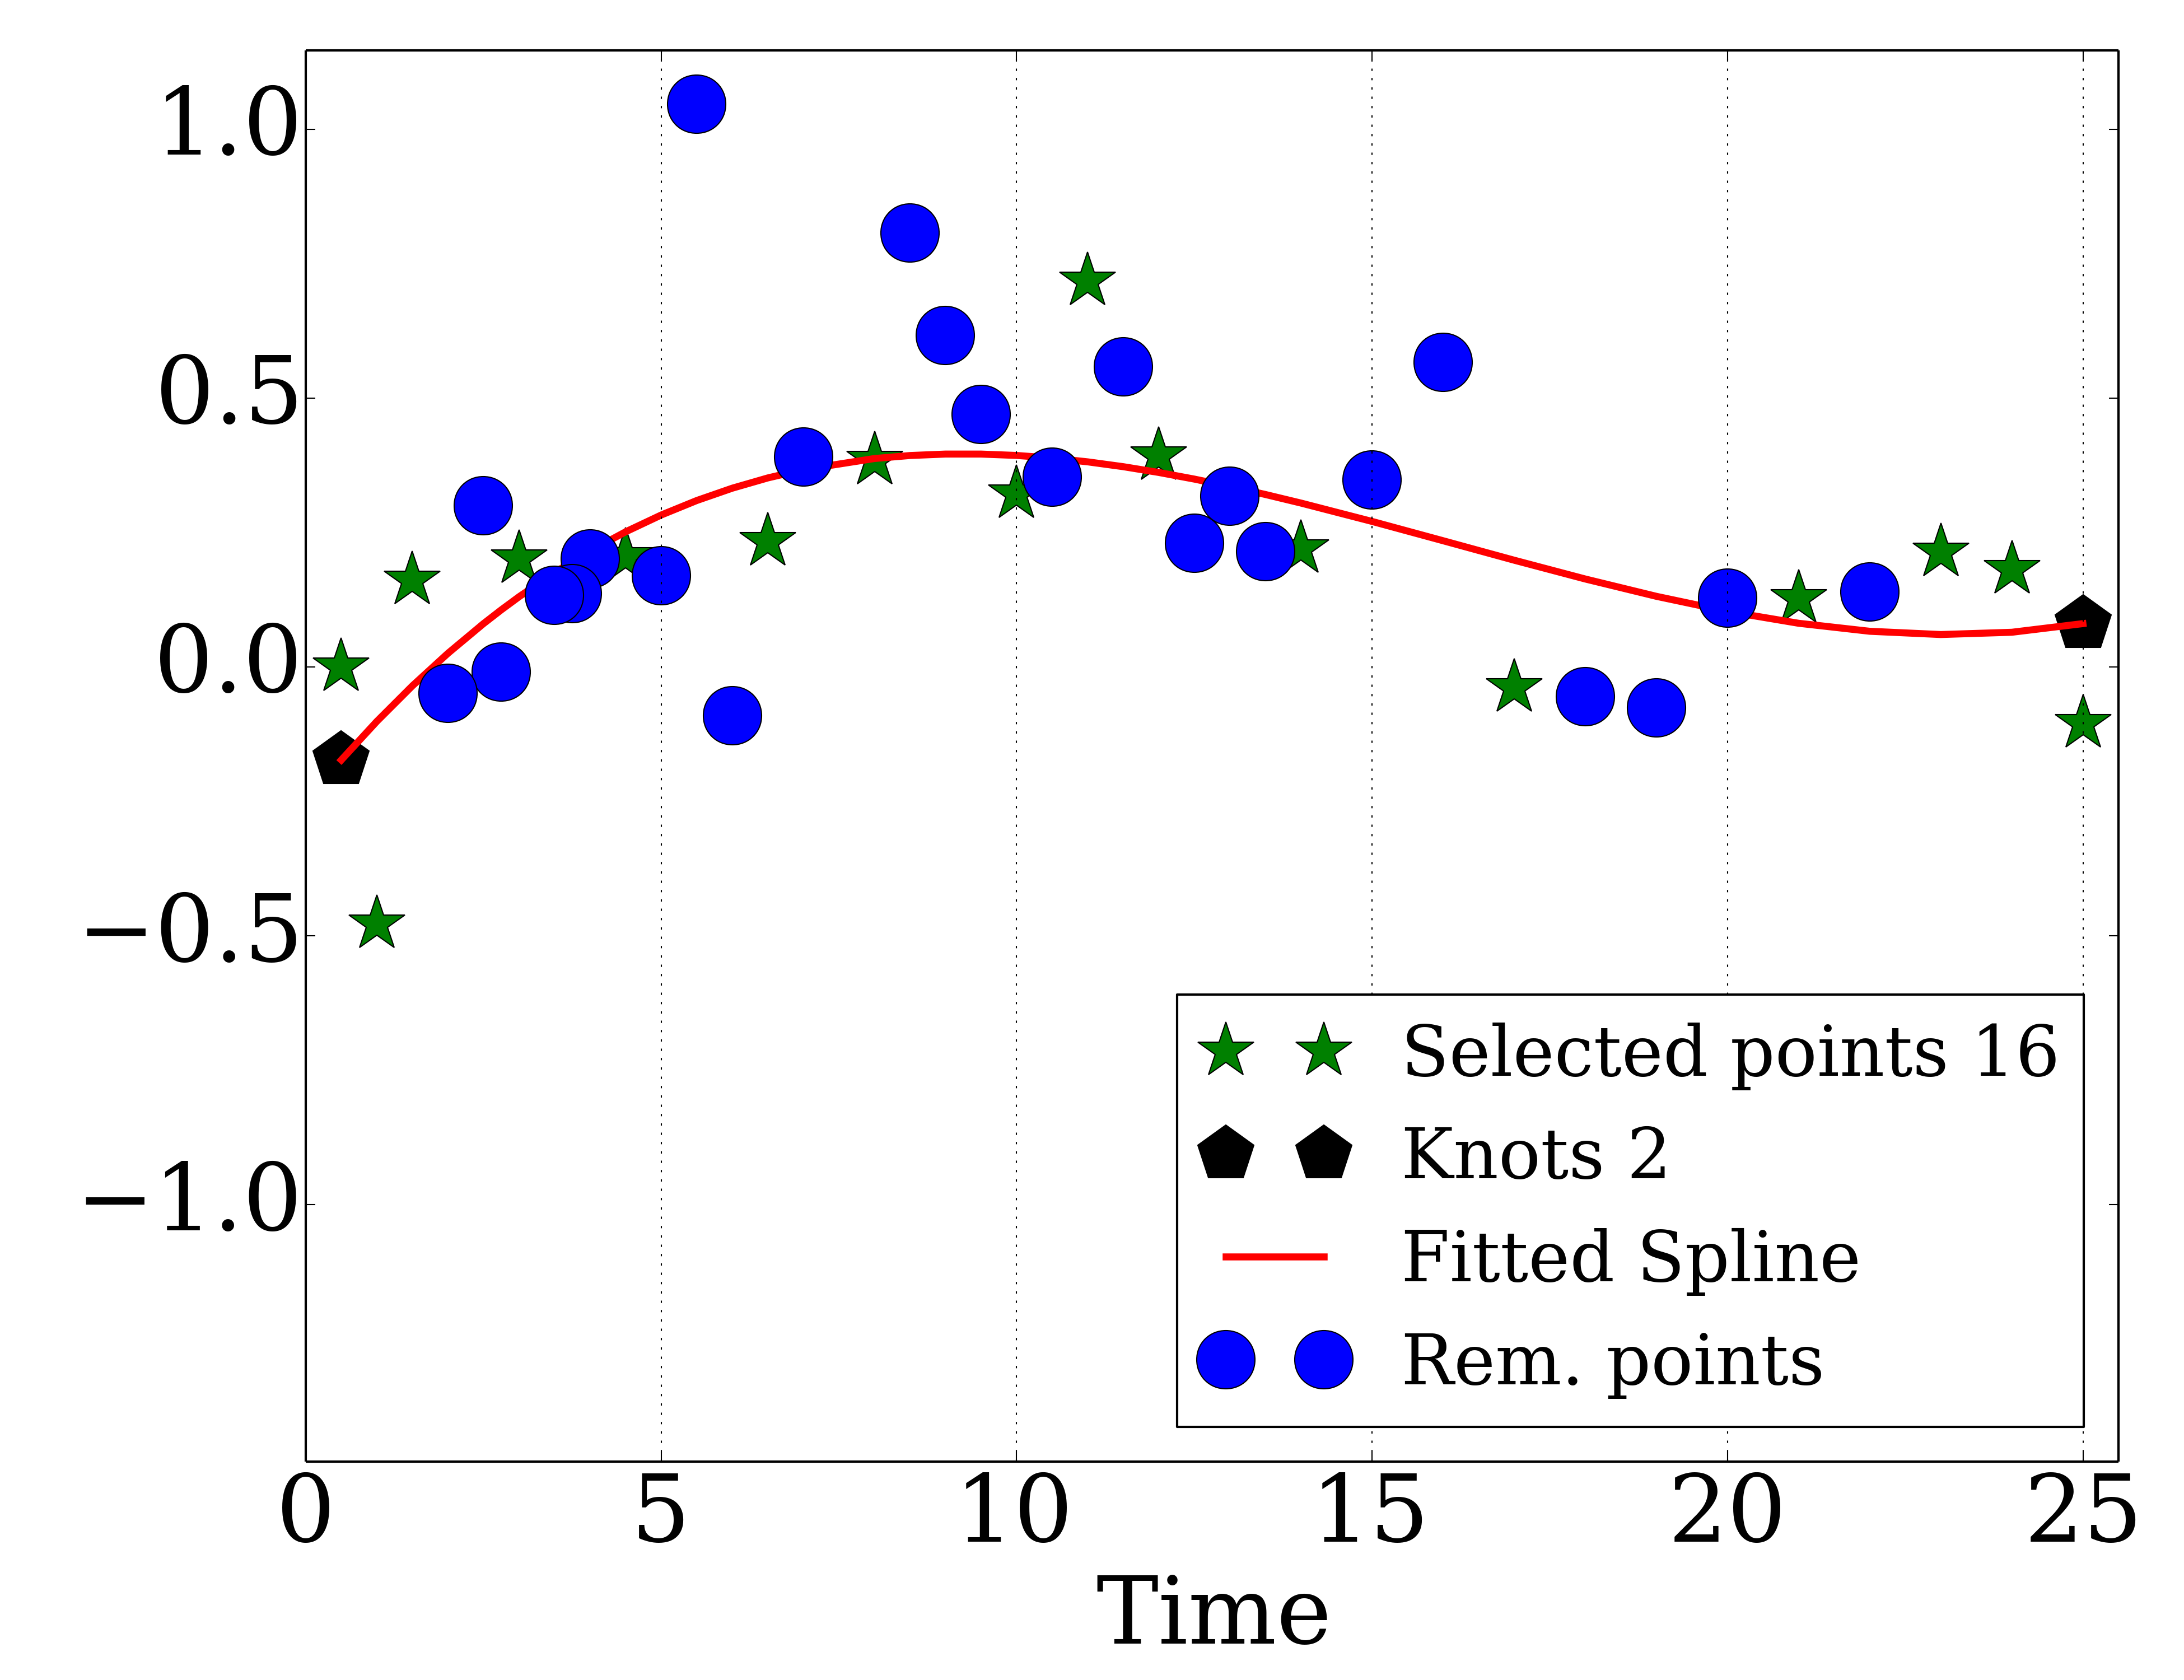 1.0
0.5
0.0
−0.5
−1.0
Selected points 16
Knots 2
Fitted Spline
Rem. points
0 5 10 15 20 25
Time